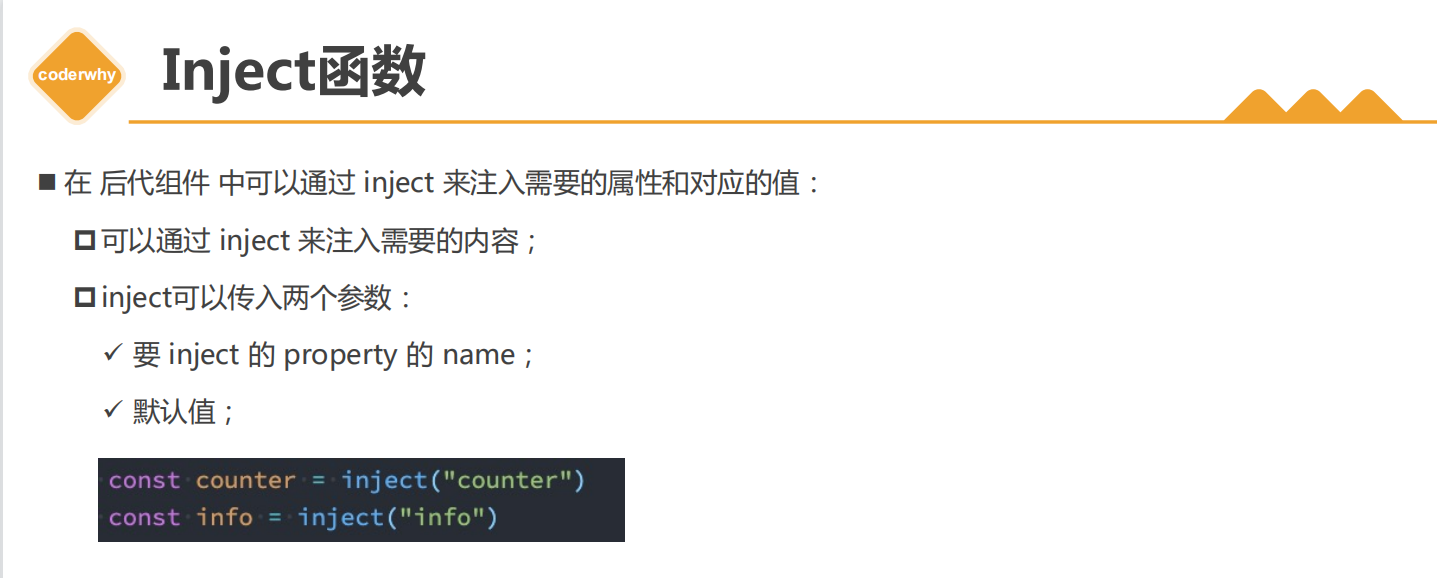 coderwhy
Inject函数
在 后代组件 中可以通过 inject 来注入需要的属性和对应的值：
可以通过 inject 来注入需要的内容；
inject可以传入两个参数：
要 inject 的 property 的 name；
默认值；
const counter = inject("counter")
const info = inject("info")